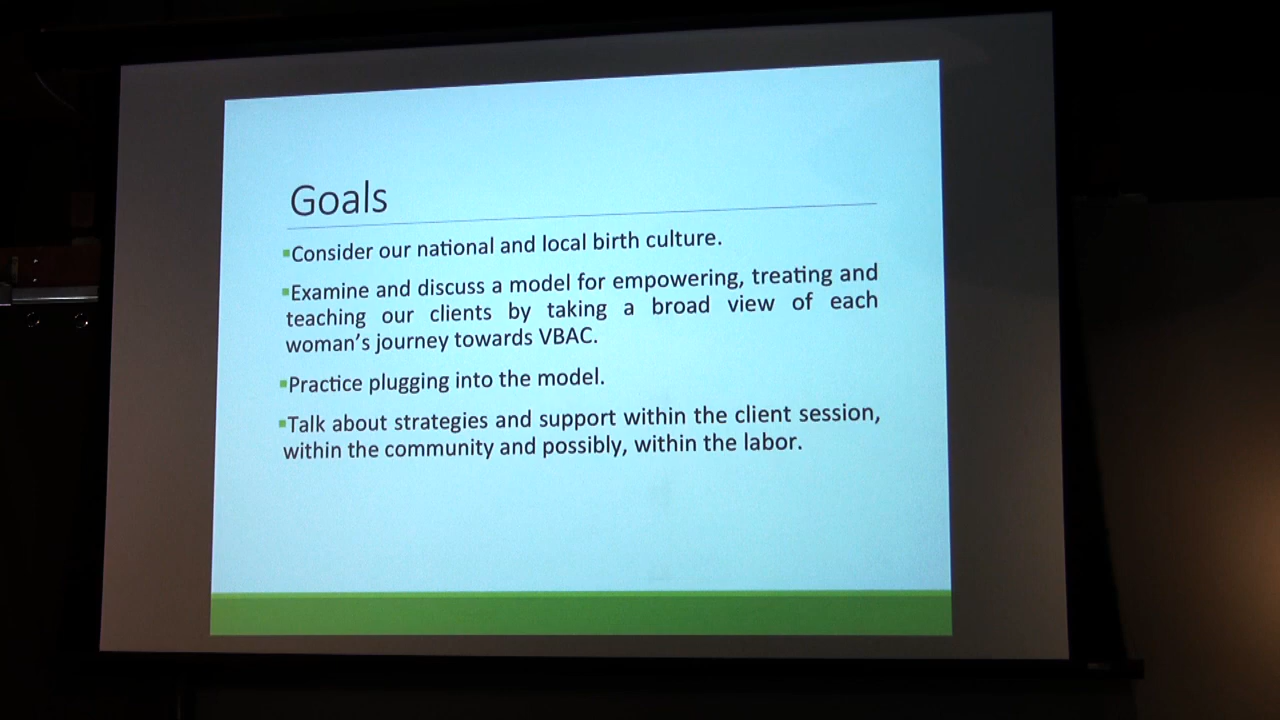 Goals
▪Consider our national and local birth culture.
▪Examine and discuss a model for empowering, treating and
teaching our clients by taking a broad view of each
woman’s journey towards VBAC.
▪Practice plugging into the model.
▪Talk about strategies and support within the client session,
within the community and possibly, within the labor.